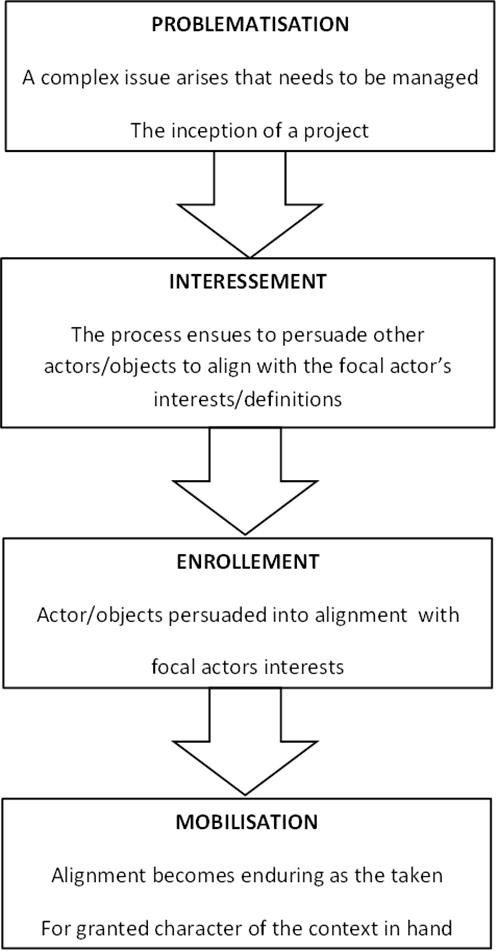 PROBLEMATISATION
A complex issue arises that needs to be managed
The inception of a project
INTERESSEMENT
The process ensues to persuade other
actors/objects to align with the focal actor's
interests/definitions
ENROLLEMENT
Actor/objects persuaded into alignment with
focal actors interests
MOBILISATION
Alignment becomes enduring as the taken
For granted character of the context in hand